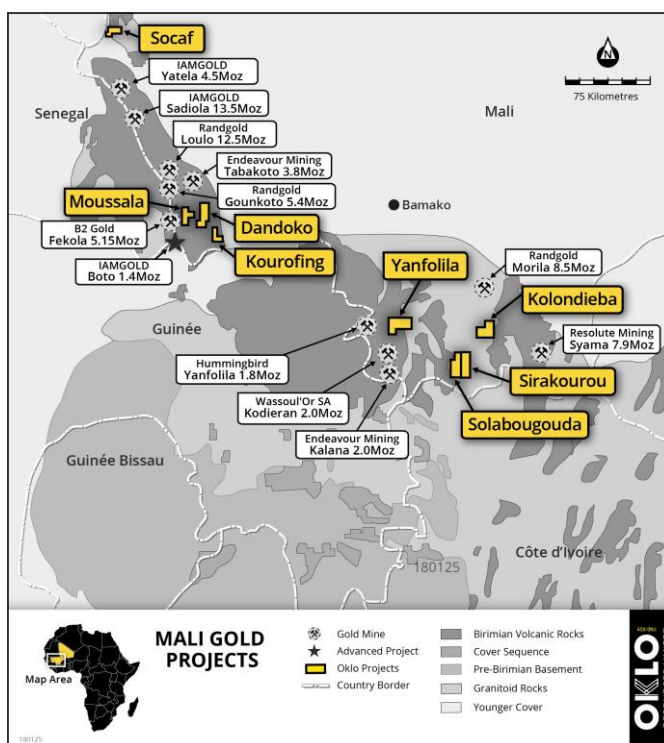 Socaf
IAMGOLD
Yatela 4.5Moz
IAMGOLD
Sadiola 13.5Moz
Senegal
Mali
75 Kilometres
Randgold
Loulo 12.5Moz
Endeavour Mining
Tabakoto 3.8Moz
Randgold
Gounkoto 5.4Moz
Moussala
Bamako
B2 Gold
Fekola 5.15Moz
Dandoko
IAMGOLD
Boto 1.4Moz
Kourofing
Yanfolila
Randgold
Morila 8.5Moz
Kolondieba
Guinée
Resolute Mining
Syama 7.9Moz
Hummingbird
Yanfolila 1.8Moz
Sirakourou
Wassoul'Or SA
Kodieran 2.0Moz
Solabougouda
Endeavour Mining
Kalana 2.0Moz
Guinée Bissau
Côte d'Ivoire
180125
Map Area
MALI GOLD
PROJECTS
Gold Mine
Advanced Project
Oklo Projects
Country Border
Birimian Volcanic Rocks
Cover Sequence
Pre-Birimian Basement
Granitoid Rocks
Younger Cover
OKLO
180125